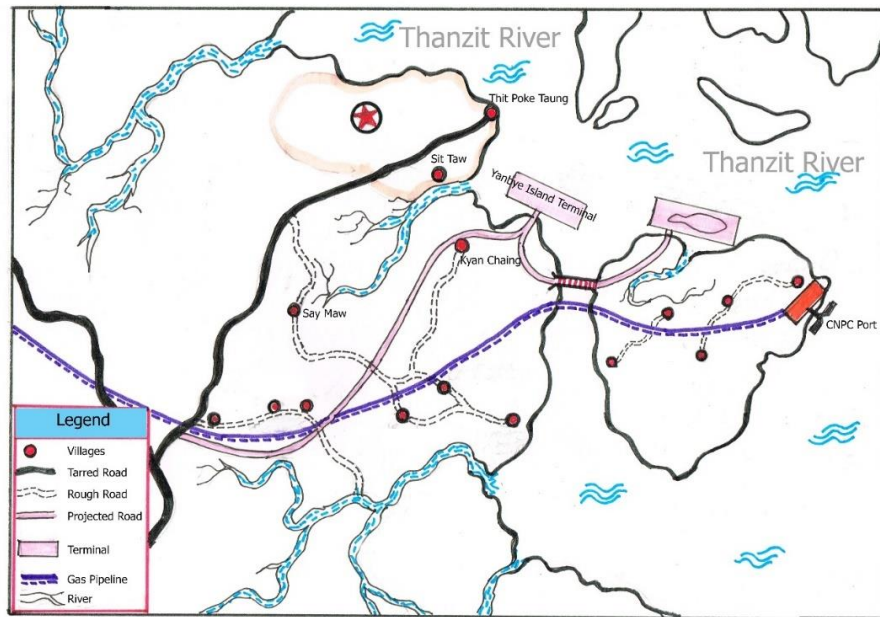 Thanzit River
Thit Poke Taung
Thanzit River
Sit Taw
Yanbye Island Terminal
Kyan Chaing
Say Maw
CNPC Port
Legend
Villages
Tarred Road
Rough Road
Projected Road
Terminal
Gas Pipeline
River